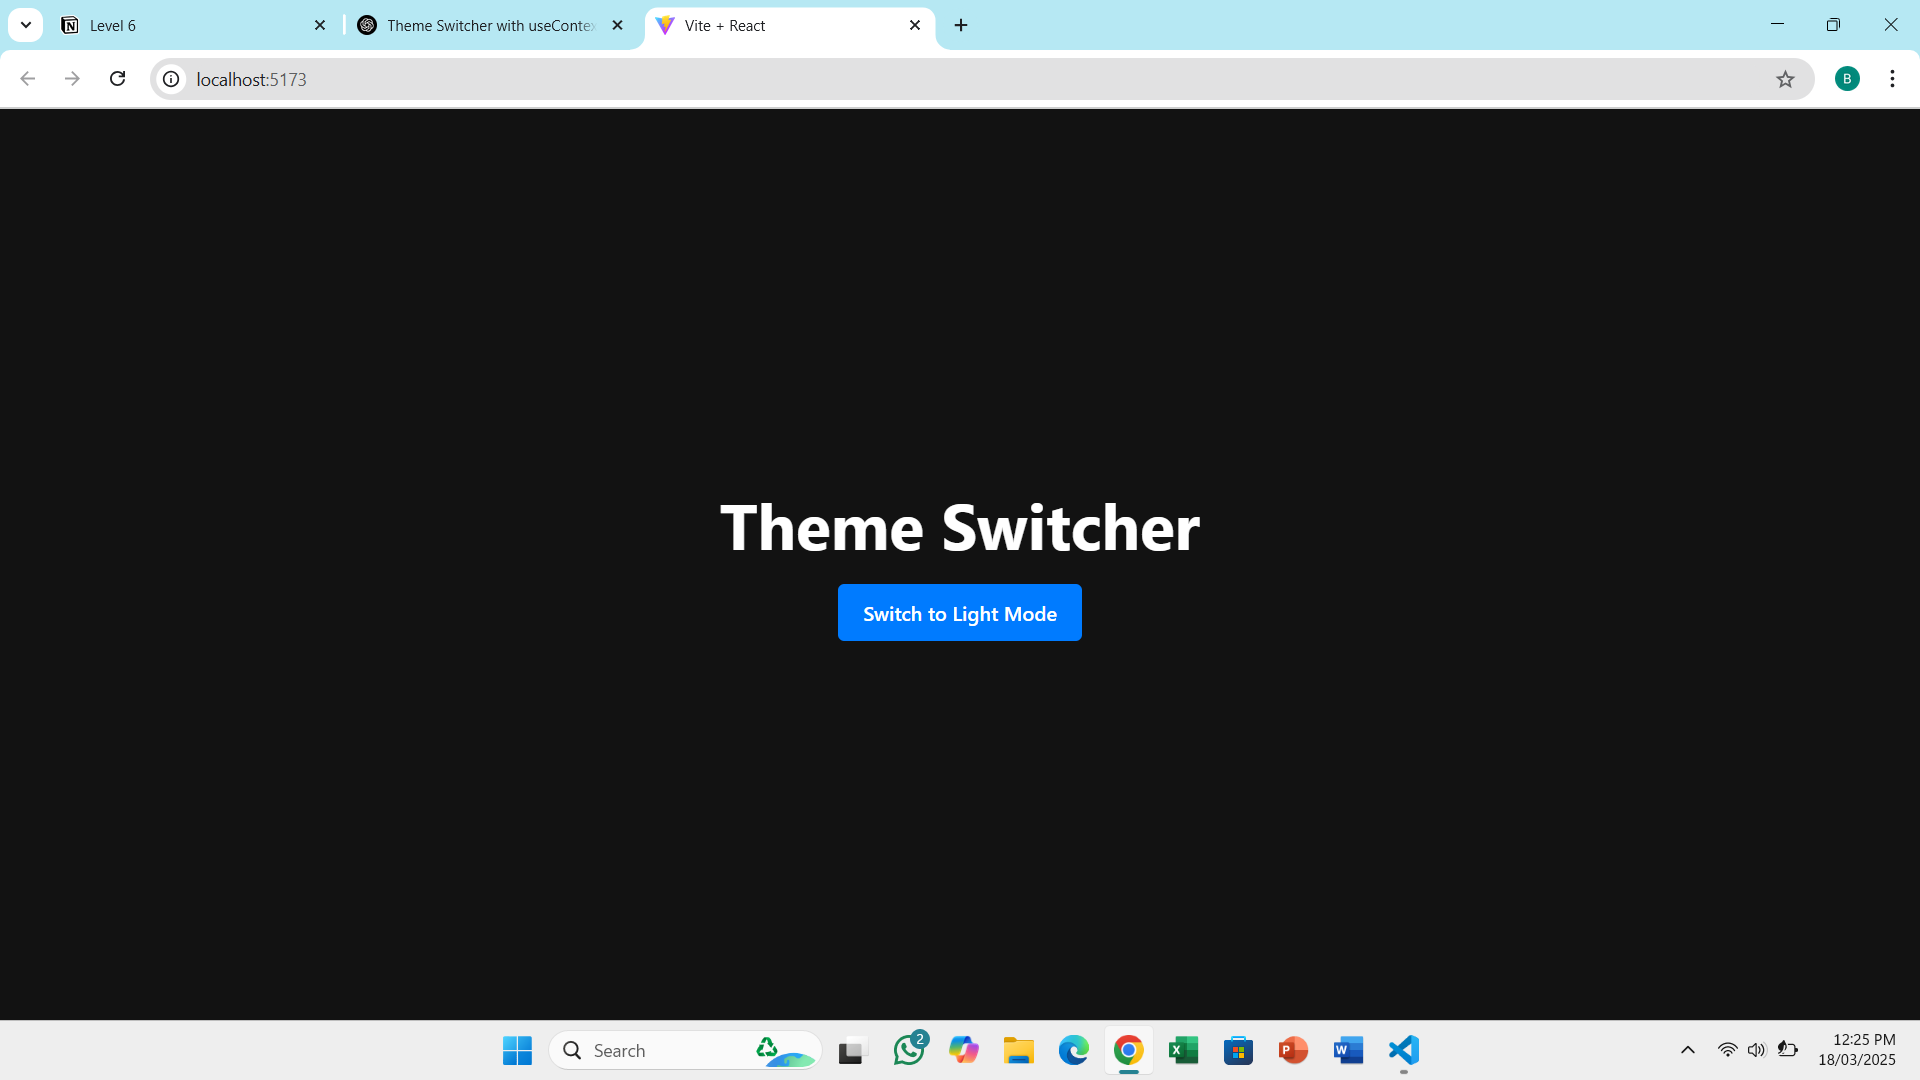 Level 6
Theme Switcher with useContex
Vite + React
localhost:5173
B
Theme Switcher
Switch to Light Mode
Search
2
12:25 PM
18/03/2025